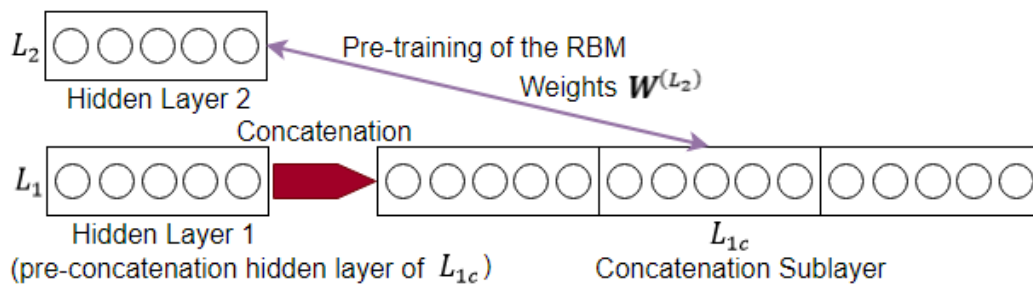 L₂
Pre-training of the RBM
Weights W^(L₂)
Hidden Layer 2
Concatenation
L₁
Hidden Layer 1
L₁c
(pre-concatenation hidden layer of L₁c)
Concatenation Sublayer